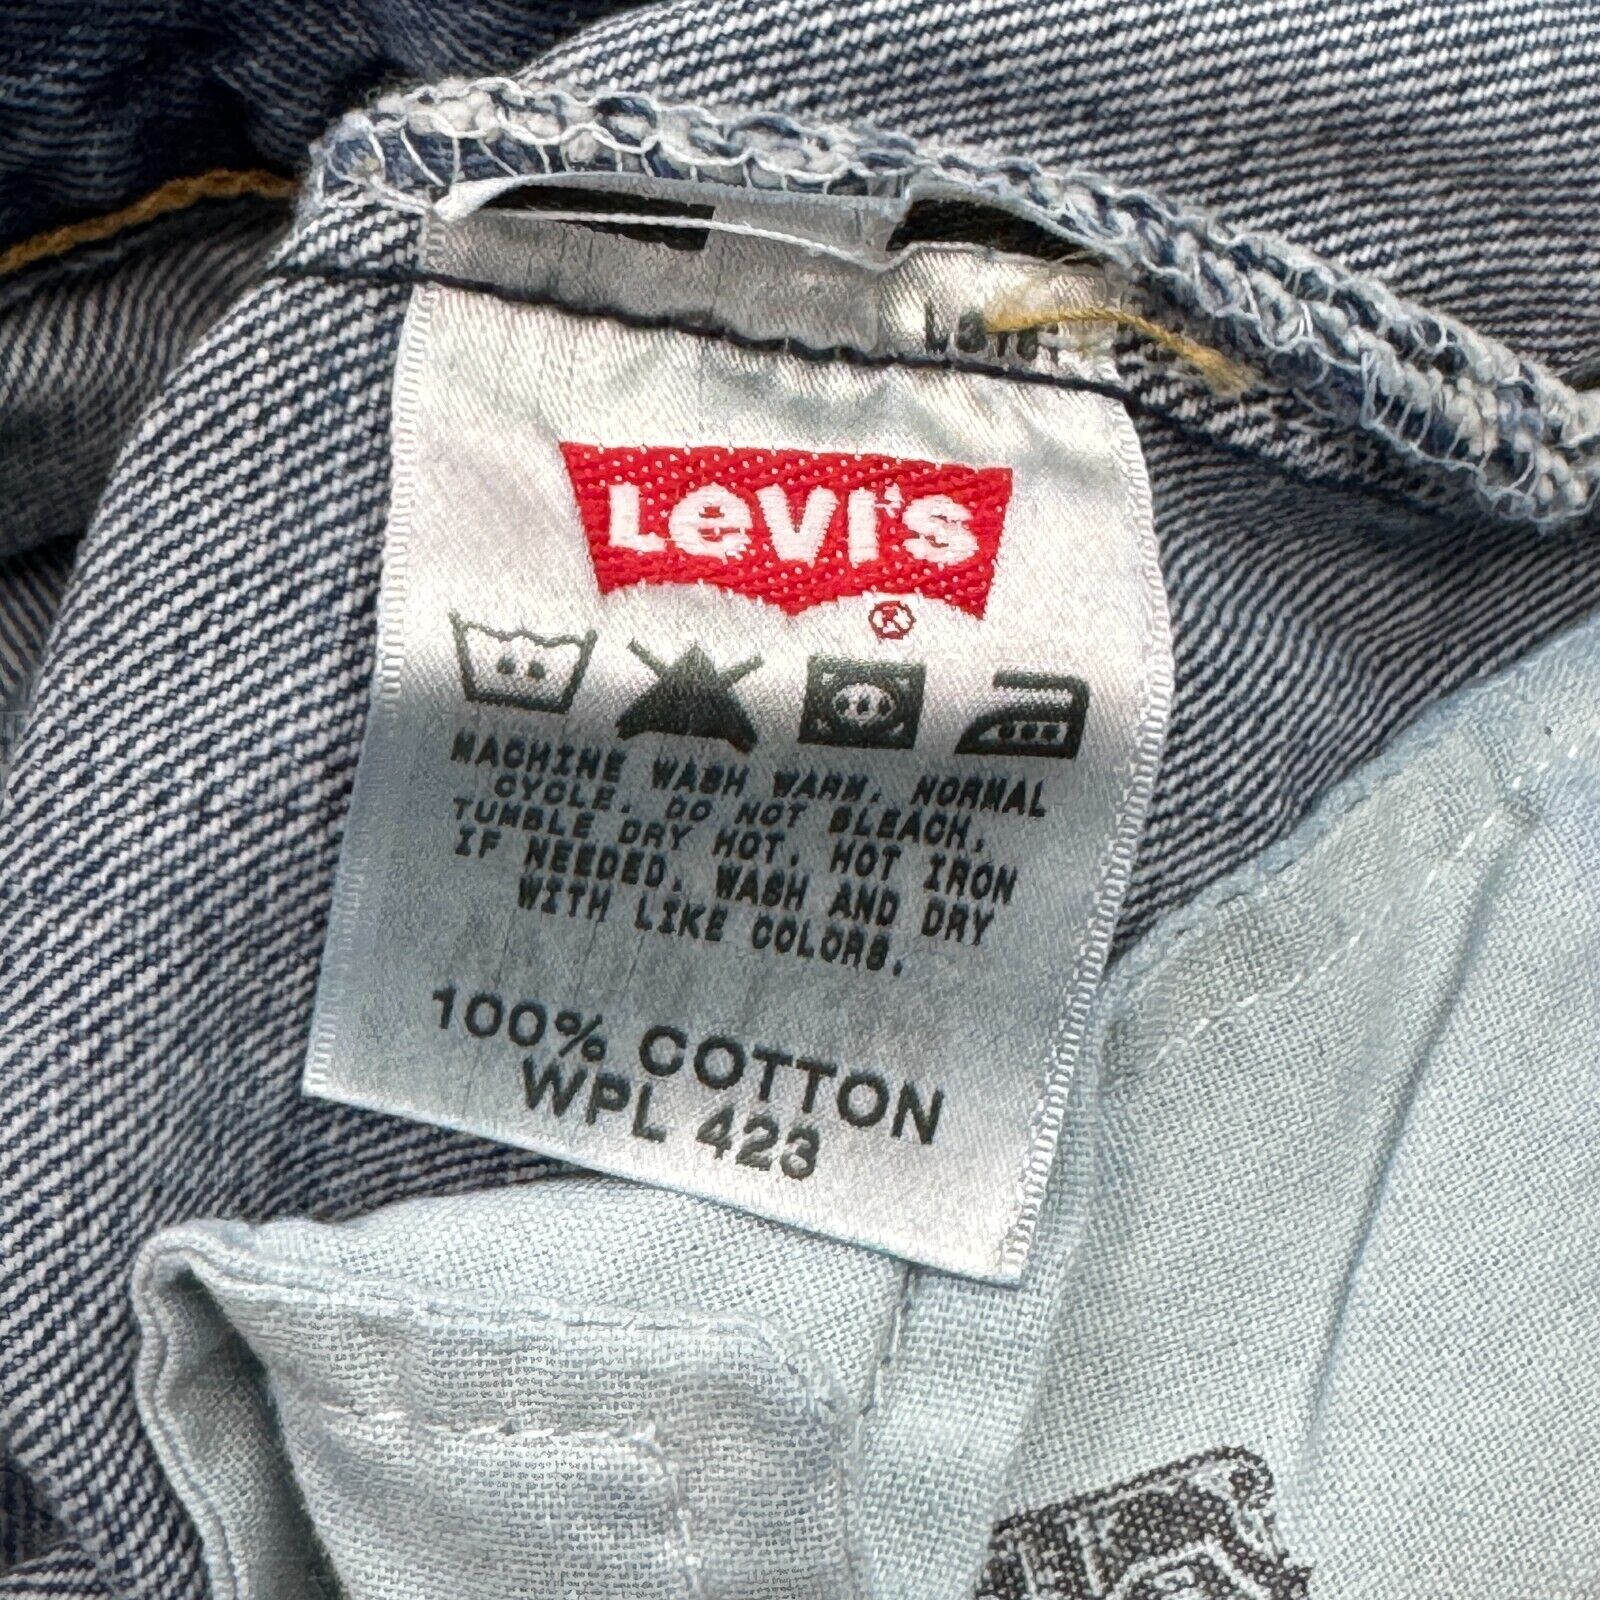 LEVI'S
®
MACHINE WASH WARM, NORMAL
CYCLE. DO NOT BLEACH.
TUMBLE DRY HOT. HOT IRON
IF NEEDED. WASH AND DRY
WITH LIKE COLORS.
100% COTTON
WPL 423